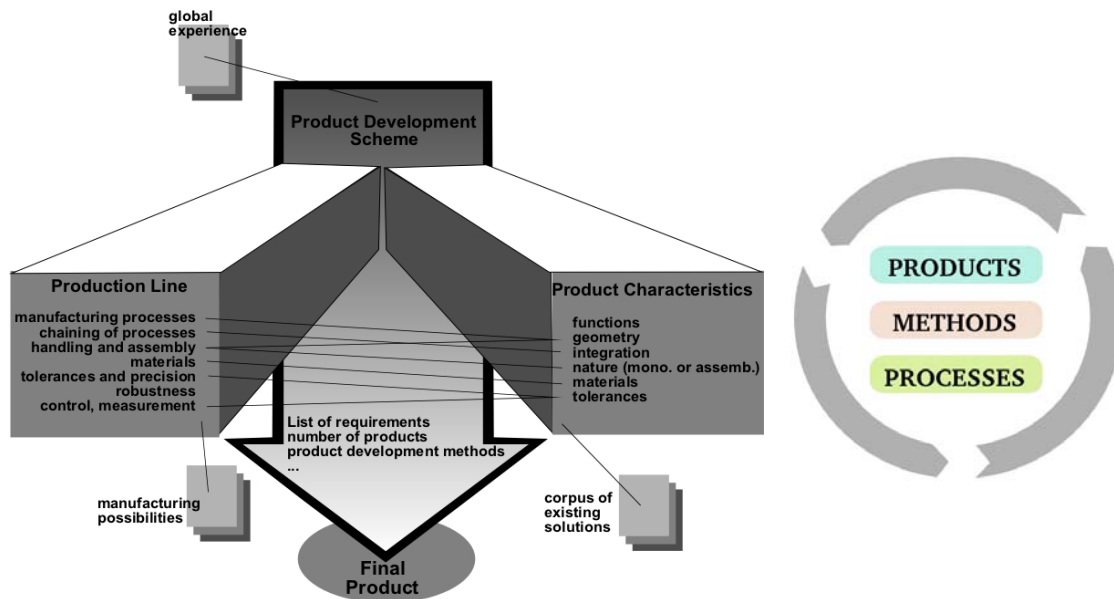 global
experience
Product Development
Scheme
Production Line
manufacturing processes
chaining of processes
handling and assembly
materials
tolerances and precision
robustness
control, measurement
Product Characteristics
functions
geometry
integration
nature (mono. or assemb.)
materials
tolerances
List of requirements
number of products
product development methods
...
manufacturing
possibilities
corpus of
existing
solutions
Final
Product
PRODUCTS
METHODS
PROCESSES